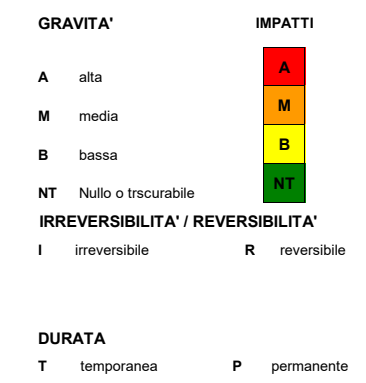 GRAVITA' IMPATTI
A alta A
M media M
B bassa B
NT Nullo o trscurabile NT
IRREVERSIBILITA' / REVERSIBILITA'
I irreversibile R reversibile
DURATA
T temporanea P permanente